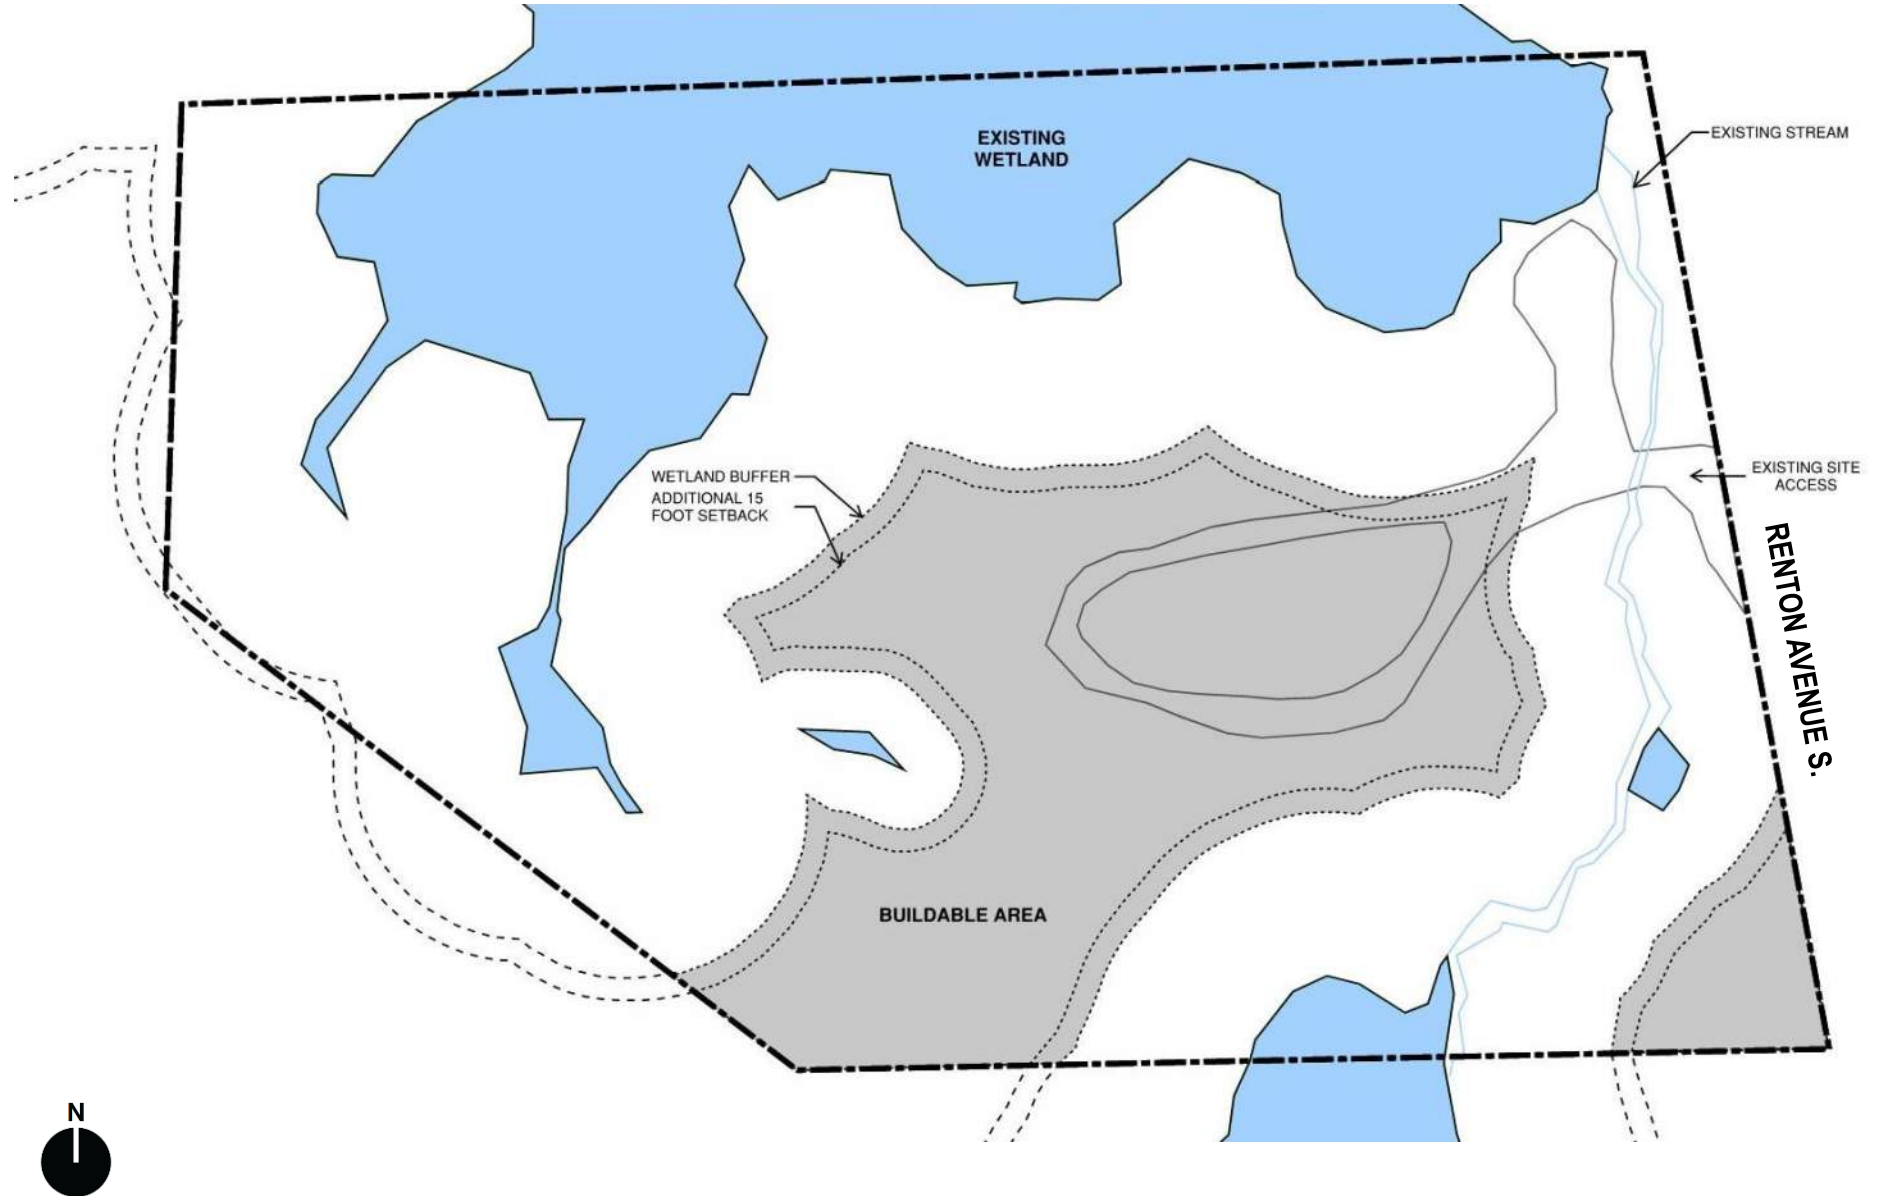 EXISTING
WETLAND
EXISTING STREAM
WETLAND BUFFER
ADDITIONAL 15
FOOT SETBACK
EXISTING SITE
ACCESS
RENTON AVENUE S.
BUILDABLE AREA
N